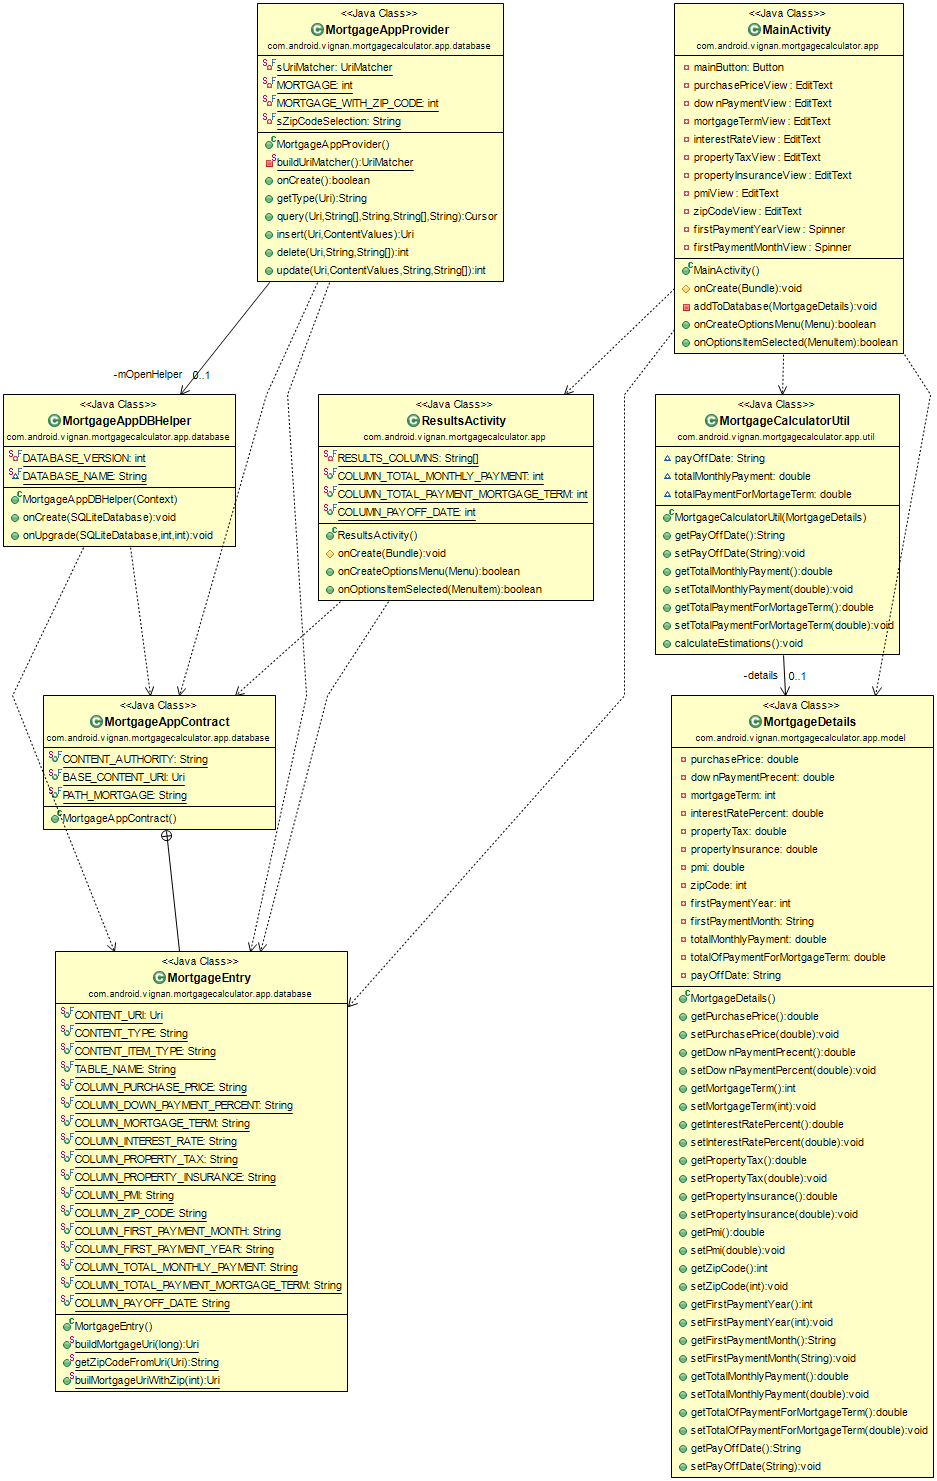 <<Java Class>>
MortgageAppProvider
com.android.vignan.mortgagecalculator.app.database
sUriMatcher: UriMatcher
MORTGAGE: int
MORTGAGE_WITH_ZIP_CODE: int
sZipCodeSelection: String
MortgageAppProvider()
buildUriMatcher():UriMatcher
onCreate():boolean
getType(Uri):String
query(Uri,String[],String,String[],String):Cursor
insert(Uri,ContentValues):Uri
delete(Uri,String,String[]):int
update(Uri,ContentValues,String,String[]):int
<<Java Class>>
MainActivity
com.android.vignan.mortgagecalculator.app
mainButton: Button
purchasePriceView : EditText
downPaymentView : EditText
mortgageTermView : EditText
interestRateView : EditText
propertyTaxView : EditText
propertyInsuranceView : EditText
pmiView : EditText
zipCodeView : EditText
firstPaymentYearView : Spinner
firstPaymentMonthView : Spinner
MainActivity()
onCreate(Bundle):void
addToDatabase(MortgageDetails):void
onCreateOptionsMenu(Menu):boolean
onOptionsItemSelected(MenuItem):boolean
-mOpenHelper 0..1
<<Java Class>>
MortgageAppDBHelper
com.android.vignan.mortgagecalculator.app.database
DATABASE_VERSION: int
DATABASE_NAME: String
MortgageAppDBHelper(Context)
onCreate(SQLiteDatabase):void
onUpgrade(SQLiteDatabase,int,int):void
<<Java Class>>
ResultsActivity
com.android.vignan.mortgagecalculator.app
RESULTS_COLUMNS: String[]
COLUMN_TOTAL_MONTHLY_PAYMENT: int
COLUMN_TOTAL_PAYMENT_MORTGAGE_TERM: int
COLUMN_PAYOFF_DATE: int
ResultsActivity()
onCreate(Bundle):void
onCreateOptionsMenu(Menu):boolean
onOptionsItemSelected(MenuItem):boolean
<<Java Class>>
MortgageCalculatorUtil
com.android.vignan.mortgagecalculator.app.util
payOffDate: String
totalMonthlyPayment: double
totalPaymentForMortageTerm: double
MortgageCalculatorUtil(MortgageDetails)
getPayOffDate():String
setPayOffDate(String):void
getTotalMonthlyPayment():double
setTotalMonthlyPayment(double):void
getTotalPaymentForMortageTerm():double
setTotalPaymentForMortageTerm(double):void
calculateEstimations():void
-details 0..1
<<Java Class>>
MortgageAppContract
com.android.vignan.mortgagecalculator.app.database
CONTENT_AUTHORITY: String
BASE_CONTENT_URI: Uri
PATH_MORTGAGE: String
MortgageAppContract()
<<Java Class>>
MortgageDetails
com.android.vignan.mortgagecalculator.app.model
purchasePrice: double
downPaymentPrecent: double
mortgageTerm: int
interestRatePercent: double
propertyTax: double
propertyInsurance: double
pmi: double
zipCode: int
firstPaymentYear: int
firstPaymentMonth: String
totalMonthlyPayment: double
totalOfPaymentForMortgageTerm: double
payOffDate: String
MortgageDetails()
getPurchasePrice():double
setPurchasePrice(double):void
getDownPaymentPrecent():double
setDownPaymentPercent(double):void
getMortgageTerm():int
setMortgageTerm(int):void
getInterestRatePercent():double
setInterestRatePercent(double):void
getPropertyTax():double
setPropertyTax(double):void
getPropertyInsurance():double
setPropertyInsurance(double):void
getPmi():double
setPmi(double):void
getZipCode():int
setZipCode(int):void
getFirstPaymentYear():int
setFirstPaymentYear(int):void
getFirstPaymentMonth():String
setFirstPaymentMonth(String):void
getTotalMonthlyPayment():double
setTotalMonthlyPayment(double):void
getTotalOfPaymentForMortgageTerm():double
setTotalOfPaymentForMortgageTerm(double):void
getPayOffDate():String
setPayOffDate(String):void
<<Java Class>>
MortgageEntry
com.android.vignan.mortgagecalculator.app.database
CONTENT_URI: Uri
CONTENT_TYPE: String
CONTENT_ITEM_TYPE: String
TABLE_NAME: String
COLUMN_PURCHASE_PRICE: String
COLUMN_DOWN_PAYMENT_PERCENT: String
COLUMN_MORTGAGE_TERM: String
COLUMN_INTEREST_RATE: String
COLUMN_PROPERTY_TAX: String
COLUMN_PROPERTY_INSURANCE: String
COLUMN_PMI: String
COLUMN_ZIP_CODE: String
COLUMN_FIRST_PAYMENT_MONTH: String
COLUMN_FIRST_PAYMENT_YEAR: String
COLUMN_TOTAL_MONTHLY_PAYMENT: String
COLUMN_TOTAL_PAYMENT_MORTGAGE_TERM: String
COLUMN_PAYOFF_DATE: String
MortgageEntry()
buildMortgageUri(long):Uri
getZipCodeFromUri(Uri):String
builMortgageUriWithZip(int):Uri